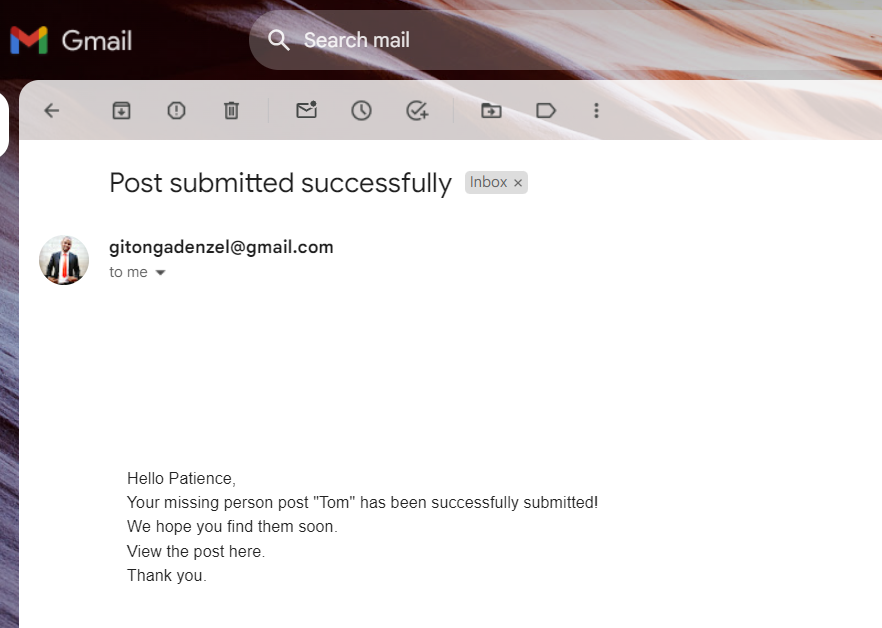 Gmail
Search mail
Post submitted successfully Inbox ×
gitongadenzel@gmail.com
to me
Hello Patience,
Your missing person post "Tom" has been successfully submitted!
We hope you find them soon.
View the post here.
Thank you.